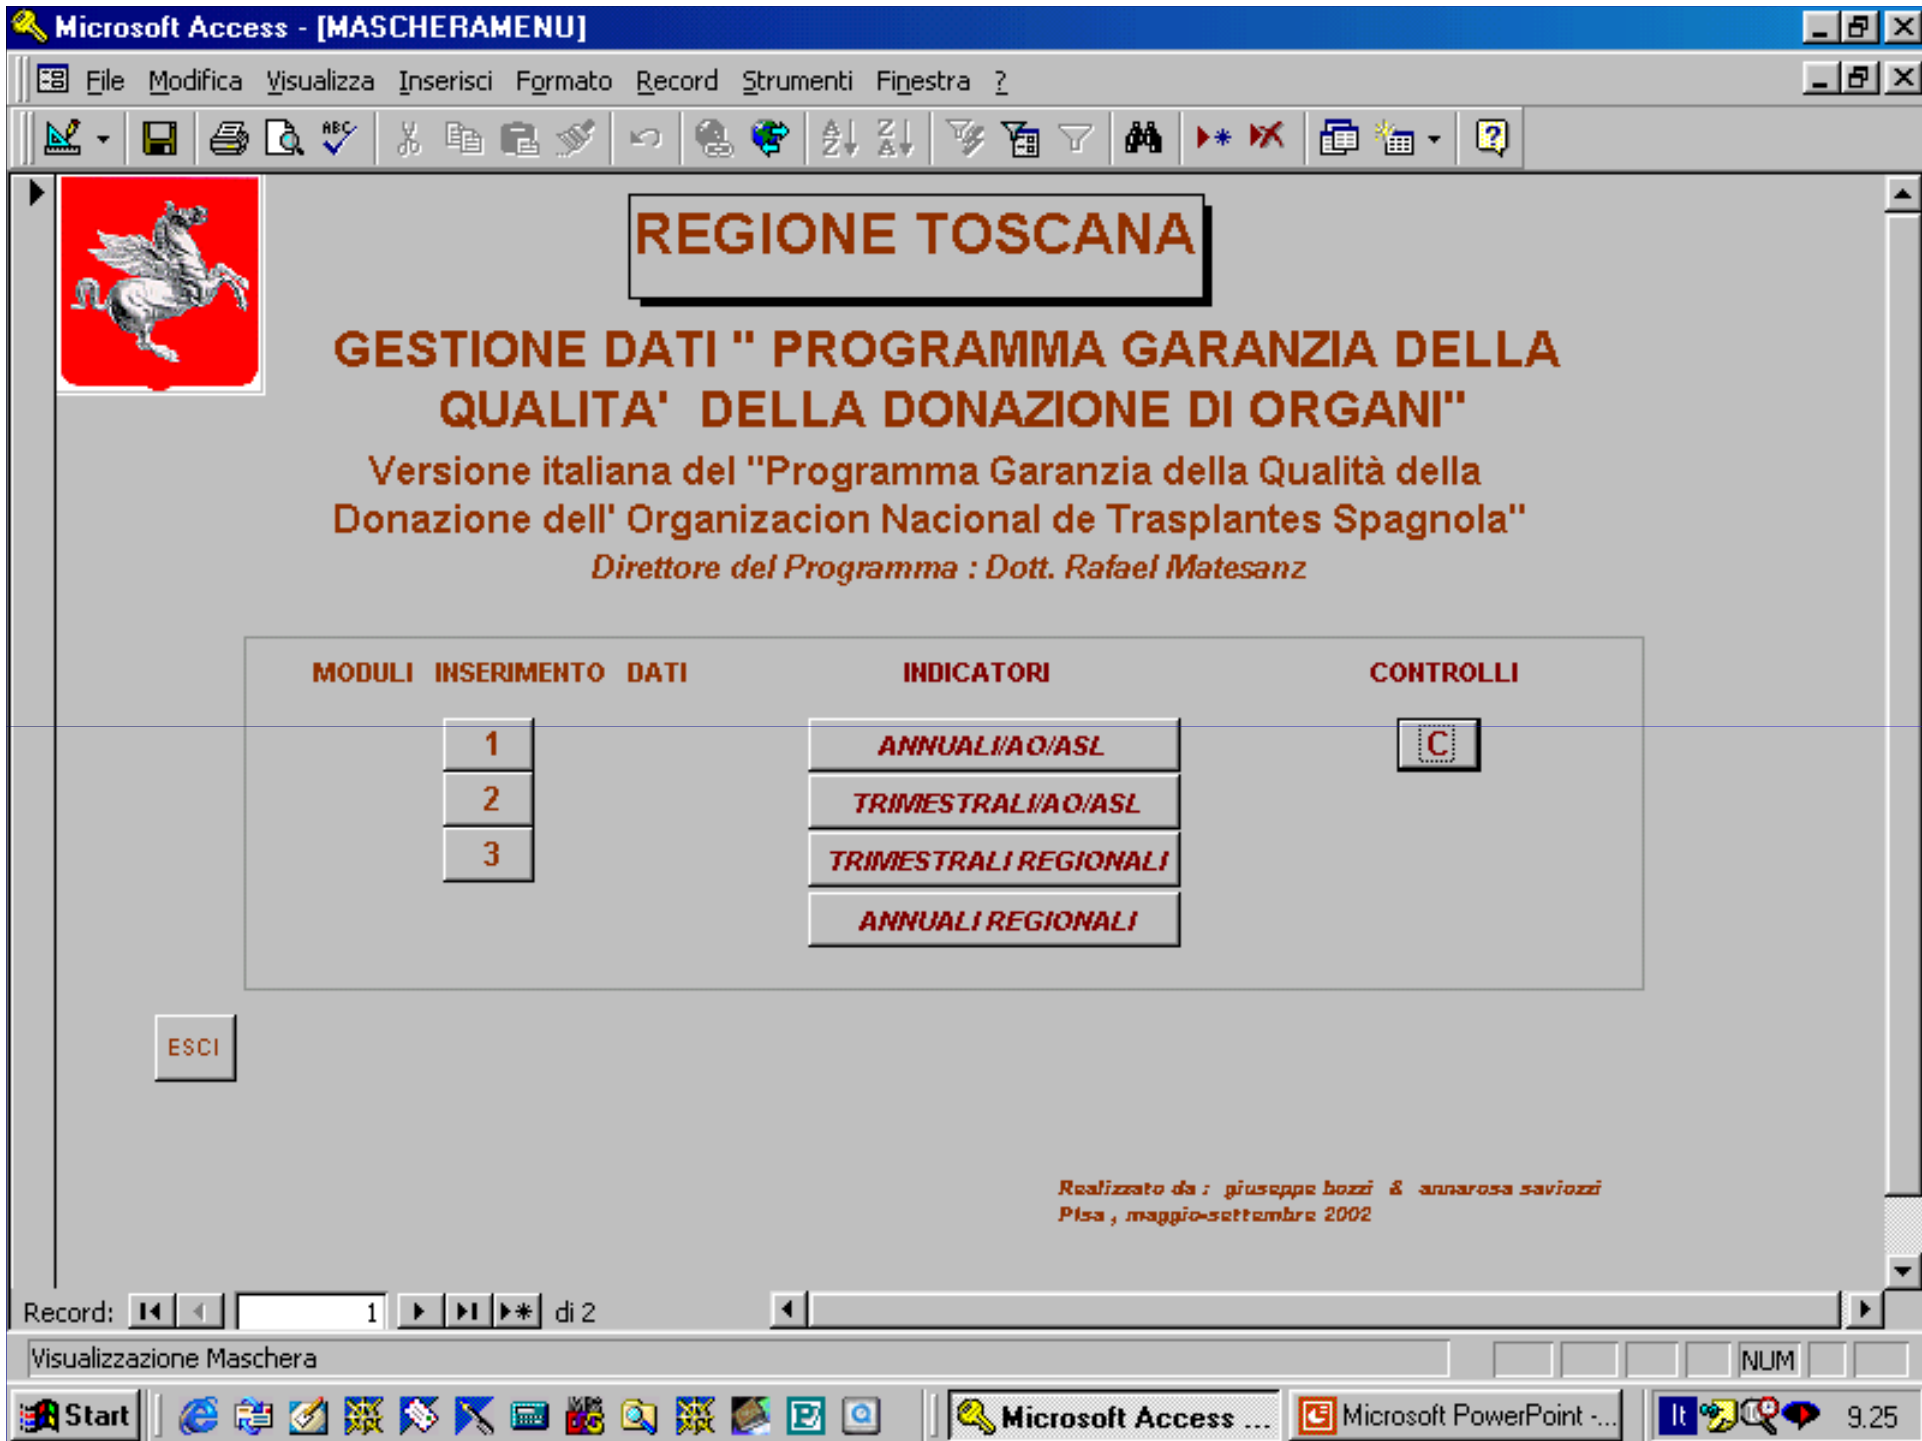 Microsoft Access - [MASCHERAMENU]
File Modifica Visualizza Inserisci Formato Record Strumenti Finestra ?
REGIONE TOSCANA
GESTIONE DATI " PROGRAMMA GARANZIA DELLA
QUALITA' DELLA DONAZIONE DI ORGANI"
Versione italiana del "Programma Garanzia della Qualità della
Donazione dell' Organizacion Nacional de Trasplantes Spagnola"
Direttore del Programma : Dott. Rafael Matesanz
MODULI INSERIMENTO DATI INDICATORI CONTROLLI
1 ANNUALI/AO/ASL C
2 TRIMESTRALI/AO/ASL
3 TRIMESTRALI REGIONALI
ANNUALI REGIONALI
ESCI
Realizzato da : giuseppe bozzi & annarosa saviozzi
Pisa , maggio-settembre 2002
Record: 1 di 2
Visualizzazione Maschera NUM
Start Microsoft Access ... Microsoft PowerPoint -... It 9.25